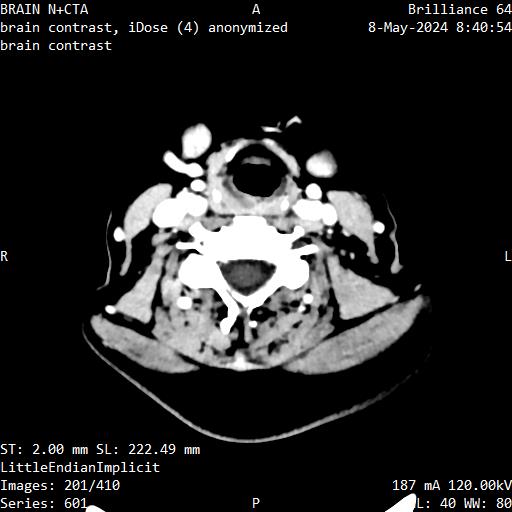 BRAIN N+CTA
A
Brilliance 64
brain contrast, iDose (4) anonymized
8-May-2024 8:40:54
brain contrast
R
L
ST: 2.00 mm SL: 222.49 mm
LittleEndianImplicit
Images: 201/410
187 mA 120.00kV
Series: 601
P
L: 40 WW: 80